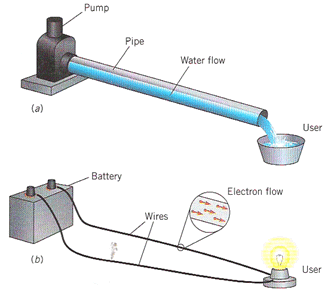 Pump
Pipe
Water flow
(a)
User
Battery
Electron flow
Wires
(b)
User